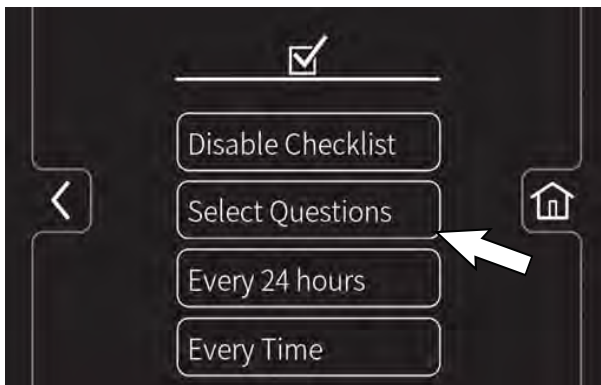 Disable Checklist
Select Questions
Every 24 hours
Every Time